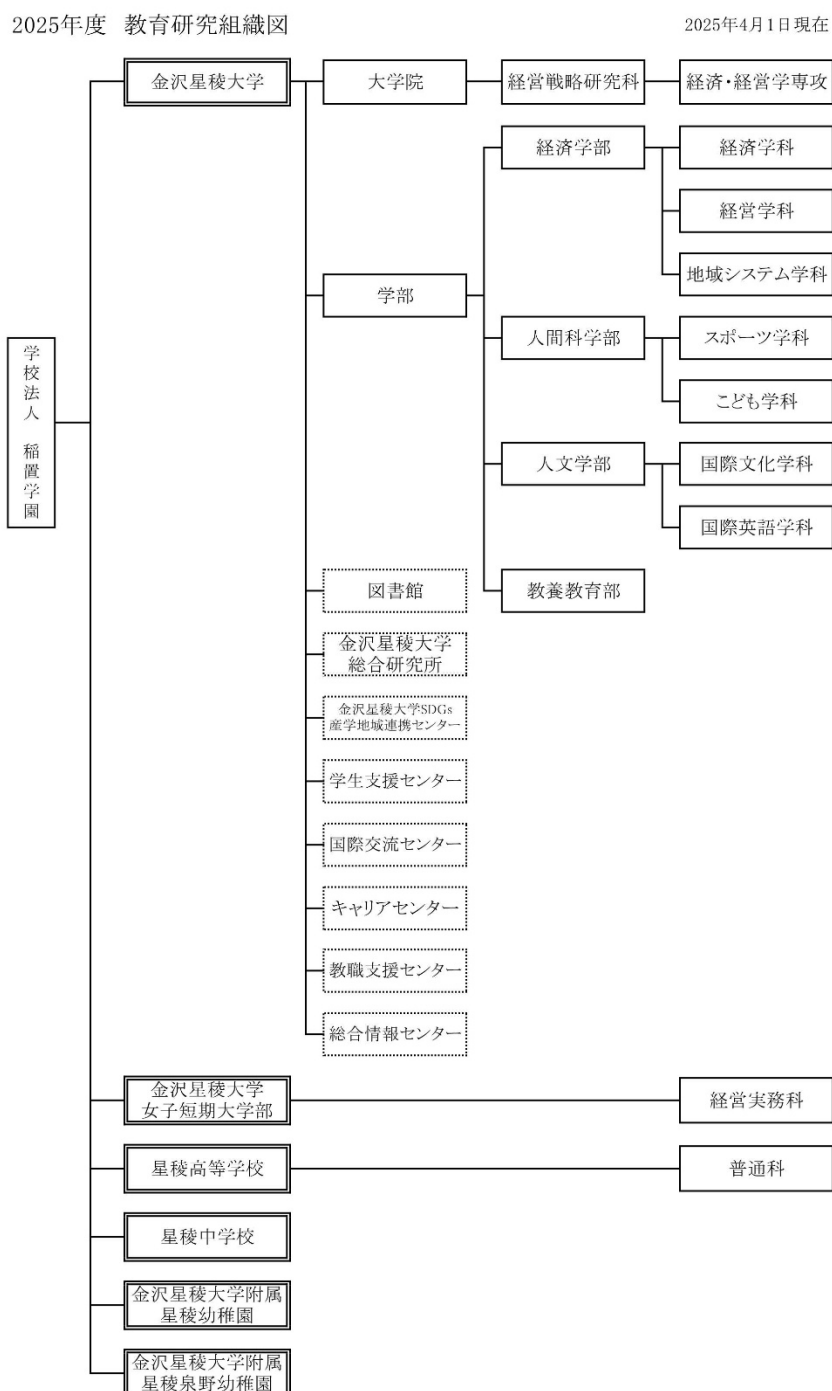 2025年度 教育研究組織図
2025年4月1日現在
学校法人 稲置学園
金沢星稜大学
大学院
経営戦略研究科
経済・経営学専攻
学部
経済学部
経済学科
経営学科
地域システム学科
人間科学部
スポーツ学科
こども学科
人文学部
国際文化学科
国際英語学科
教養教育部
図書館
金沢星稜大学
総合研究所
金沢星稜大学SDGs
産学地域連携センター
学生支援センター
国際交流センター
キャリアセンター
教職支援センター
総合情報センター
金沢星稜大学
女子短期大学部
経営実務科
星稜高等学校
普通科
星稜中学校
金沢星稜大学附属
星稜幼稚園
金沢星稜大学附属
星稜泉野幼稚園